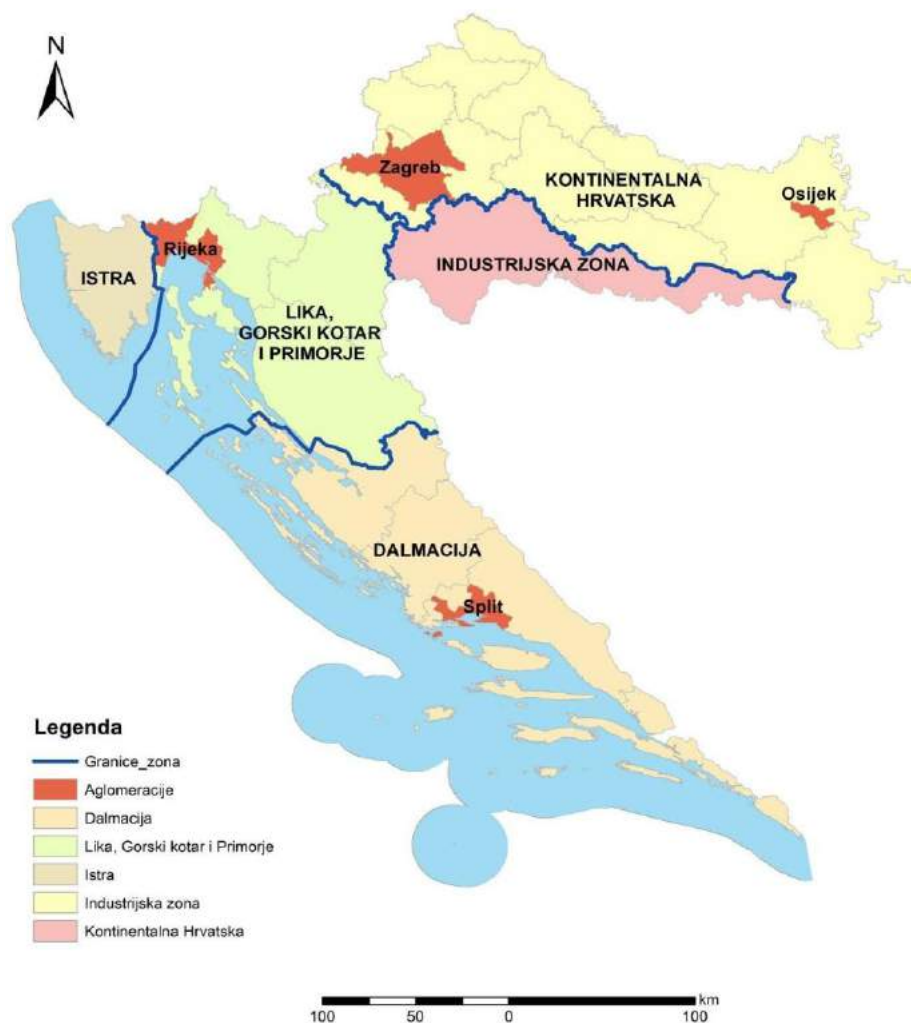 N
Zagreb
KONTINENTALNA
HRVATSKA
Osijek
Rijeka
ISTRA
INDUSTRIJSKA ZONA
LIKA,
GORSKI KOTAR
I PRIMORJE
DALMACIJA
Split
Legenda
Granice_zona
Aglomeracije
Dalmacija
Lika, Gorski kotar i Primorje
Istra
Industrijska zona
Kontinentalna Hrvatska
km
100 50 0 100